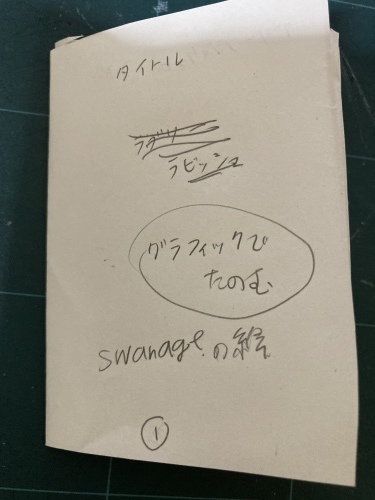 タイトル
ラビッシュ
グラフィックで
たのむ
swanage.の絵
①